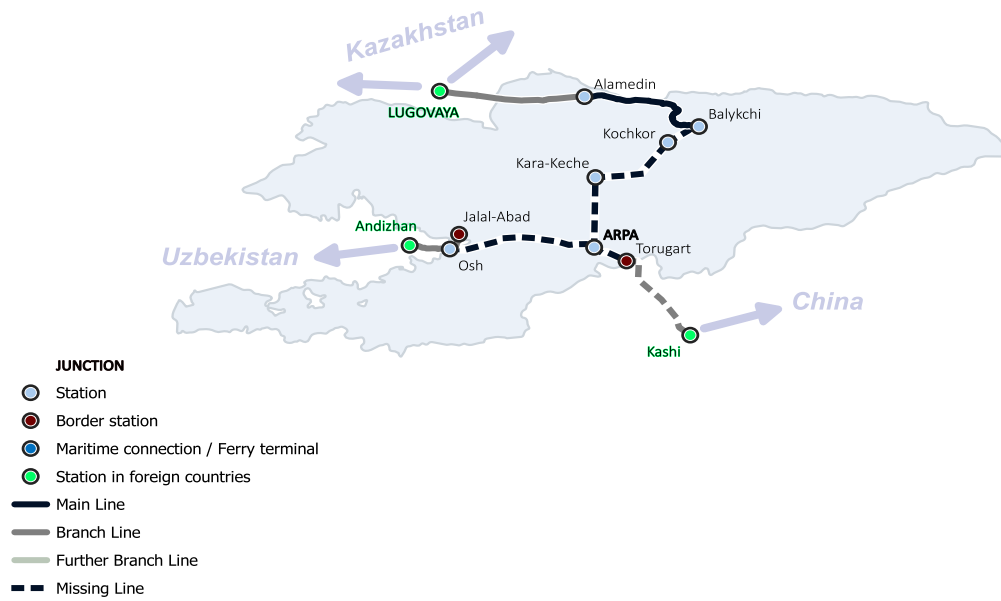 Kazakhstan
Alamedin
LUGOVAYA
Balykchi
Kochkor
Kara-Keche
Jalal-Abad
Andizhan
ARPA
Torugart
Uzbekistan
Osh
China
Kashi
JUNCTION
Station
Border station
Maritime connection / Ferry terminal
Station in foreign countries
Main Line
Branch Line
Further Branch Line
Missing Line